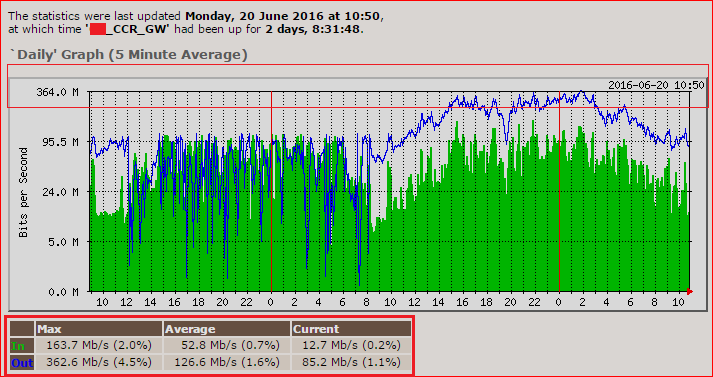 The statistics were last updated Monday, 20 June 2016 at 10:50,
at which time '_CCR_GW' had been up for 2 days, 8:31:48.
`Daily' Graph (5 Minute Average)
2016-06-20 10:50
364.0 M
95.5 M
24.0 M
5.0 M
0.0 M
Bits per Second
10 12 14 16 18 20 22 0 2 4 6 8 10 12 14 16 18 20 22 0 2 4 6 8 10
Max Average Current
In 163.7 Mb/s (2.0%) 52.8 Mb/s (0.7%) 12.7 Mb/s (0.2%)
Out 362.6 Mb/s (4.5%) 126.6 Mb/s (1.6%) 85.2 Mb/s (1.1%)